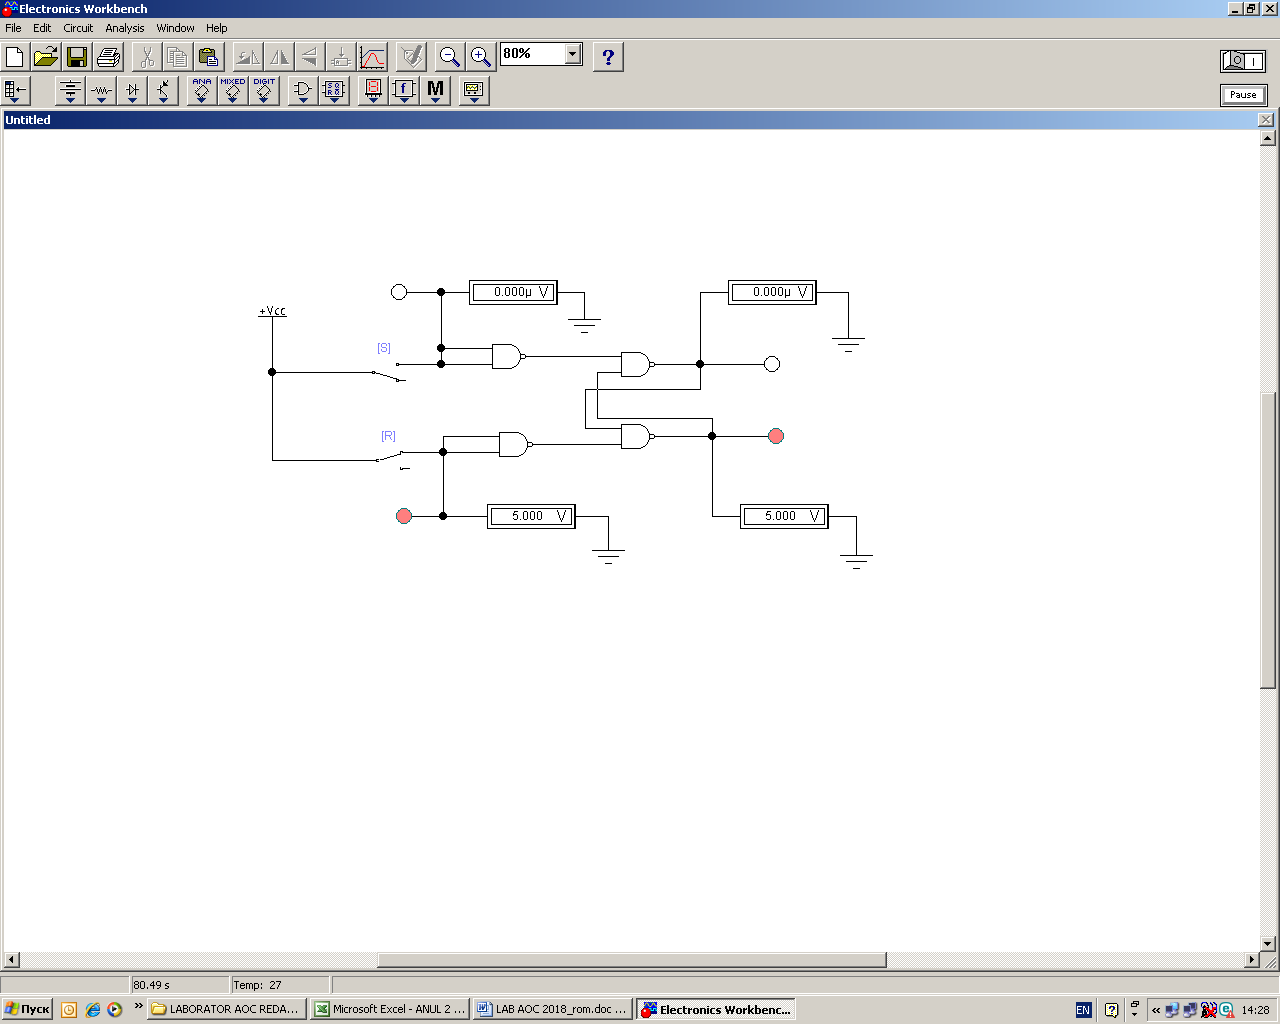 Electronics Workbench
File Edit Circuit Analysis Window Help
80%
?
ANA MIXED DIGIT
f M
Pause
Untitled
0.000µ V
0.000µ V
+Vcc
[S]
[R]
5.000 V
5.000 V
80.49 s
Temp: 27
Пуск
LABORATOR AOC REDA...
Microsoft Excel - ANUL 2 ...
LAB AOC 2018_rom.doc ...
Electronics Workbenc...
EN
14:28